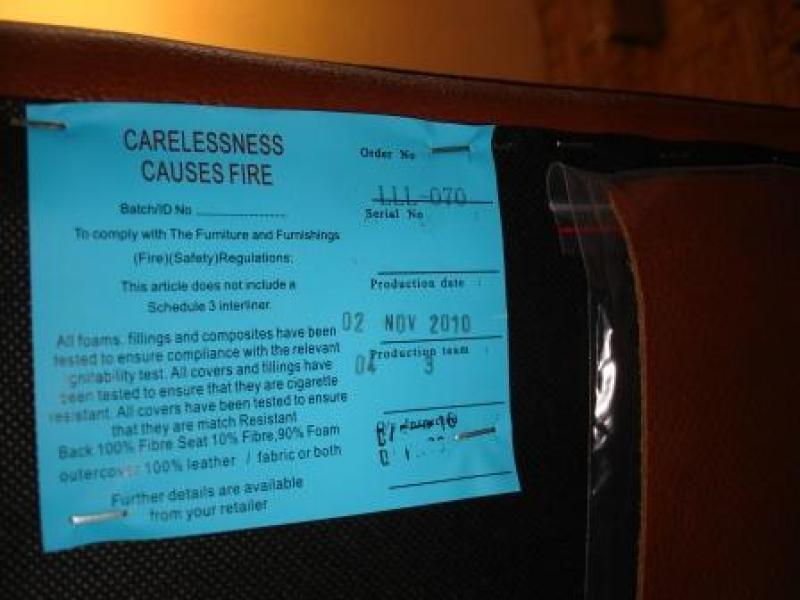 CARELESSNESS
CAUSES FIRE
Batch/ID No
To comply with The Furniture and Furnishings
(Fire)(Safety)Regulations:
This article does not include a
Schedule 3 interliner.
All foams, fillings and composites have been
tested to ensure compliance with the relevant
ignitability test. All covers and fillings have
been tested to ensure that they are cigarette
resistant. All covers have been tested to ensure
that they are match Resistant
Back 100% Fibre Seat 10% Fibre,90% Foam
outercover 100% leather / fabric or both
Further details are available
from your retailer
Order No
LLL-070
Serial No
Production date :
02 NOV 2010
Production team
04 3